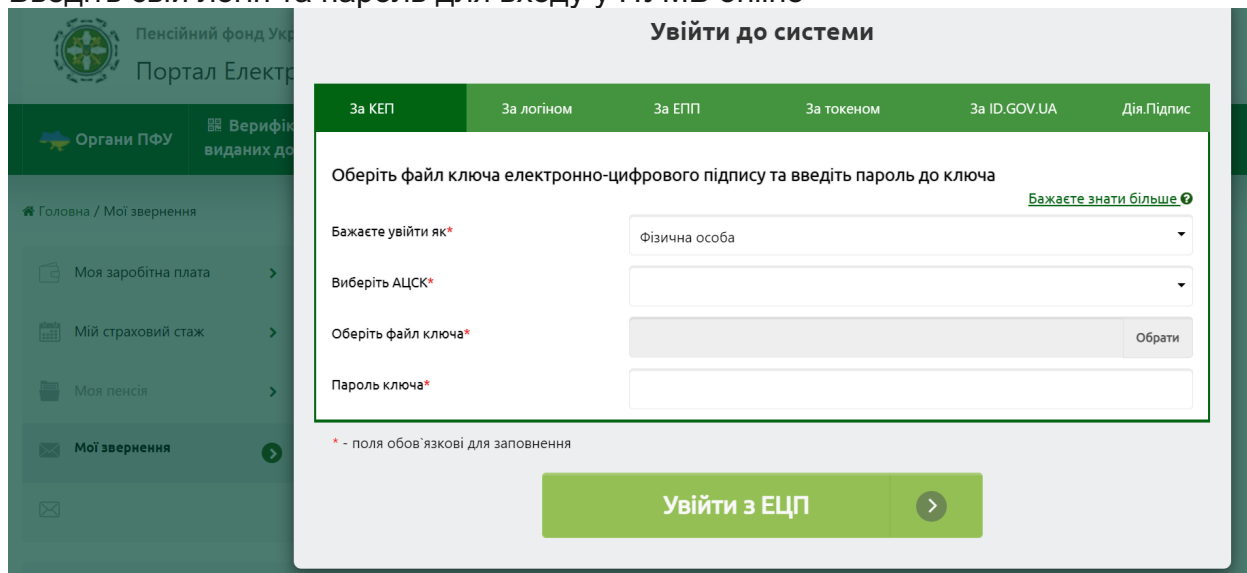 Увійти до системи
Пенсійний фонд Укр
Портал Електр
Органи ПФУ
Верифік
виданих до
Головна / Мої звернення
Моя заробітна плата
Мій страховий стаж
Моя пенсія
Мої звернення
За КЕП За логіном За ЕПП За токеном За ID.GOV.UA Дія.Підпис
Оберіть файл ключа електронно-цифрового підпису та введіть пароль до ключа
Бажаєте знати більше
Бажаєте увійти як* Фізична особа
Виберіть АЦСК*
Оберіть файл ключа* Обрати
Пароль ключа*
* - поля обов`язкові для заповнення
Увійти з ЕЦП